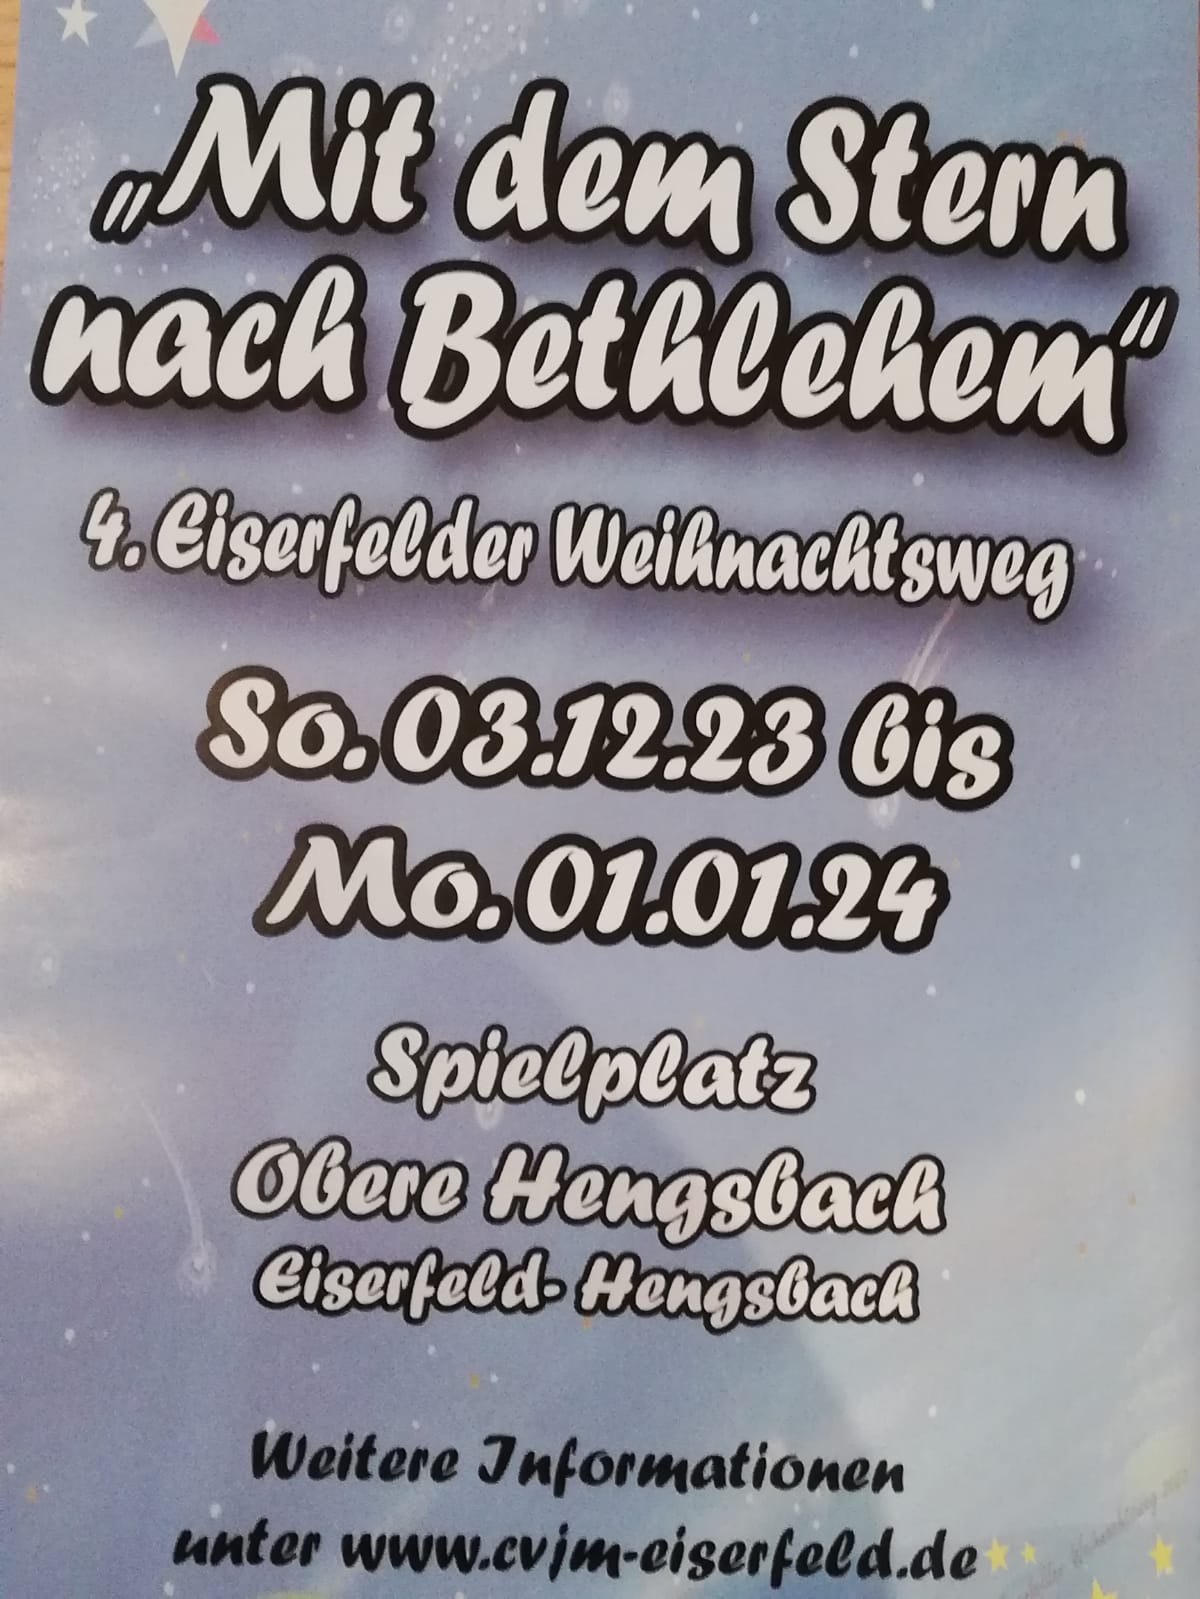 „Mit dem Stern
nach Bethlehem“
4. Eiserfelder Weihnachtsweg
So. 03.12.23 bis
Mo. 01.01.24
Spielplatz
Obere Hengsbach
Eiserfeld- Hengsbach
Weitere Informationen
unter www.cvjm-eiserfeld.de